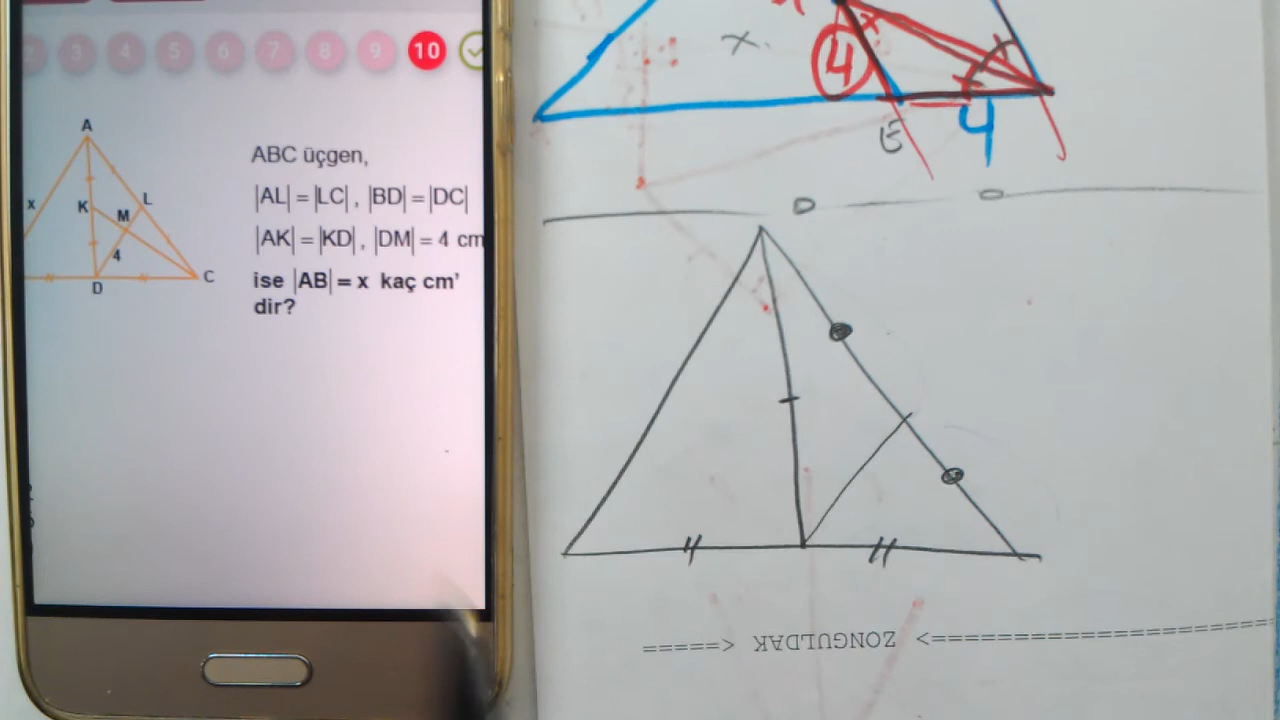 2 3 4 5 6 7 8 9 10
A
x
K
L
M
4
C
D
ABC üçgen,
|AL| = |LC| , |BD| = |DC|
|AK| = |KD| , |DM| = 4 cm
ise |AB| = x kaç cm'
dir?
x
x
x.
4
E
4
=====> ZONGULDAK <=====================